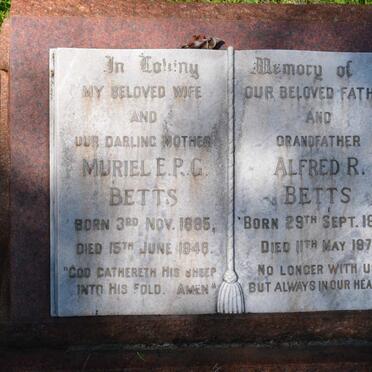 In Loving
MY BELOVED WIFE
AND
OUR DARLING MOTHER
MURIEL E.P.G.
BETTS
BORN 3RD NOV. 1885,
DIED 15TH JUNE 1946.
"GOD GATHERETH HIS SHEEP
INTO HIS FOLD. AMEN"
Memory of
OUR BELOVED FATH
AND
GRANDFATHER
ALFRED R.
BETTS
BORN 29TH SEPT. 1
DIED 11TH MAY 197
NO LONGER WITH U
BUT ALWAYS IN OUR HEA